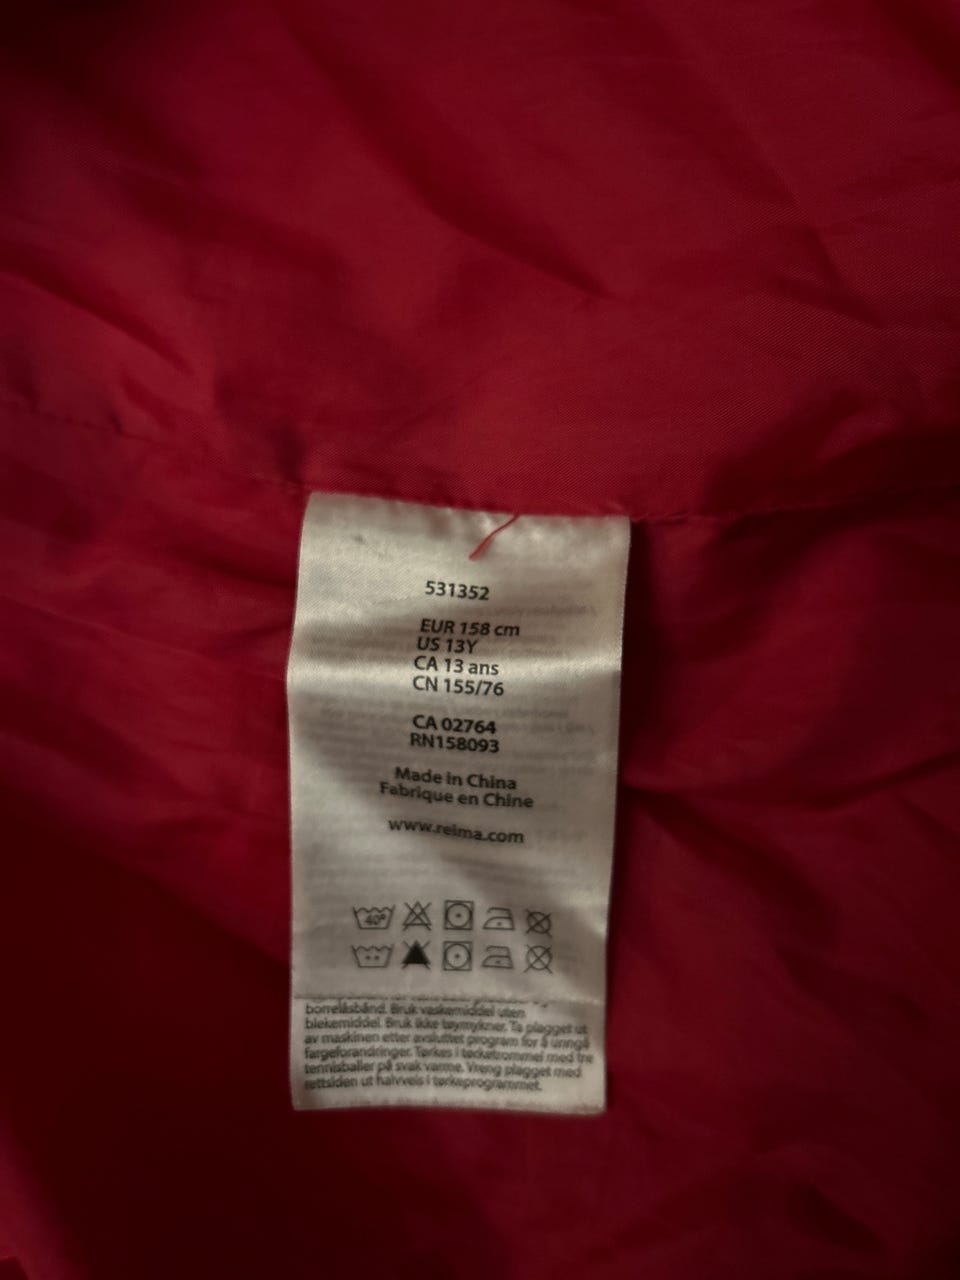 531352
EUR 158 cm
US 13Y
CA 13 ans
CN 155/76
CA 02764
RN158093
Made in China
Fabrique en Chine
www.reima.com
40°
borrelåsbånd. Bruk vaskemiddel uten
blekemiddel. Bruk ikke tøymykner. Ta plagget ut
av maskinen etter avsluttet program for å unngå
fargeforandringer. Tørkes i tørketrommel med tre
tennisballer på svak varme. Vreng plagget med
rettsiden ut halvveis i tørkeprogrammet.